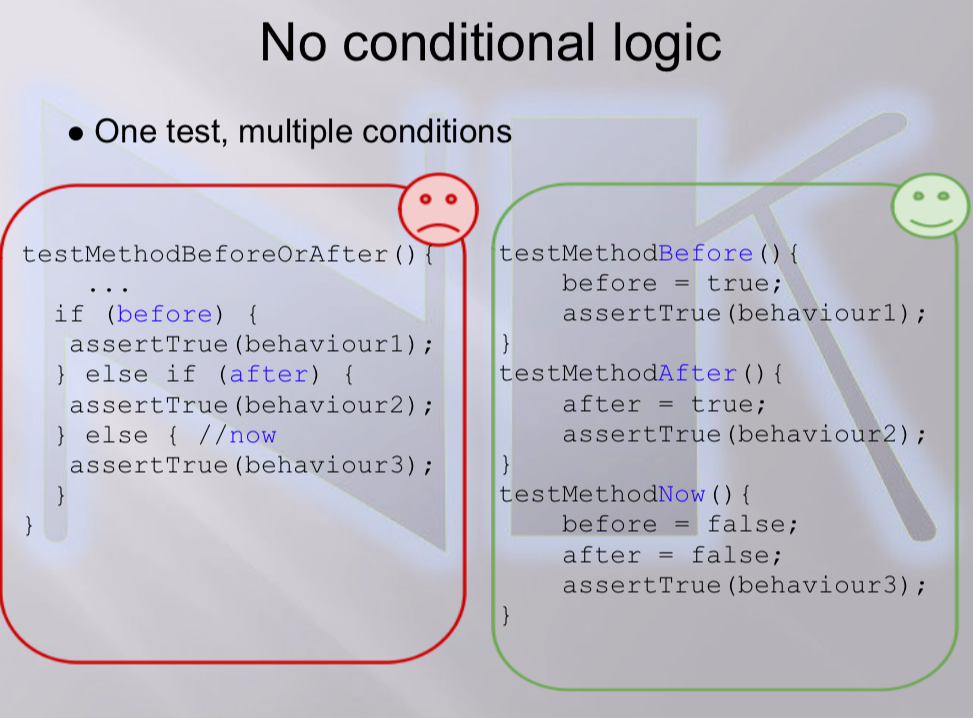 No conditional logic
● One test, multiple conditions
testMethodBeforeOrAfter(){
...
if (before) {
assertTrue(behaviour1);
} else if (after) {
assertTrue(behaviour2);
} else { //now
assertTrue(behaviour3);
}
}
testMethodBefore(){
before = true;
assertTrue(behaviour1);
}
testMethodAfter(){
after = true;
assertTrue(behaviour2);
}
testMethodNow(){
before = false;
after = false;
assertTrue(behaviour3);
}